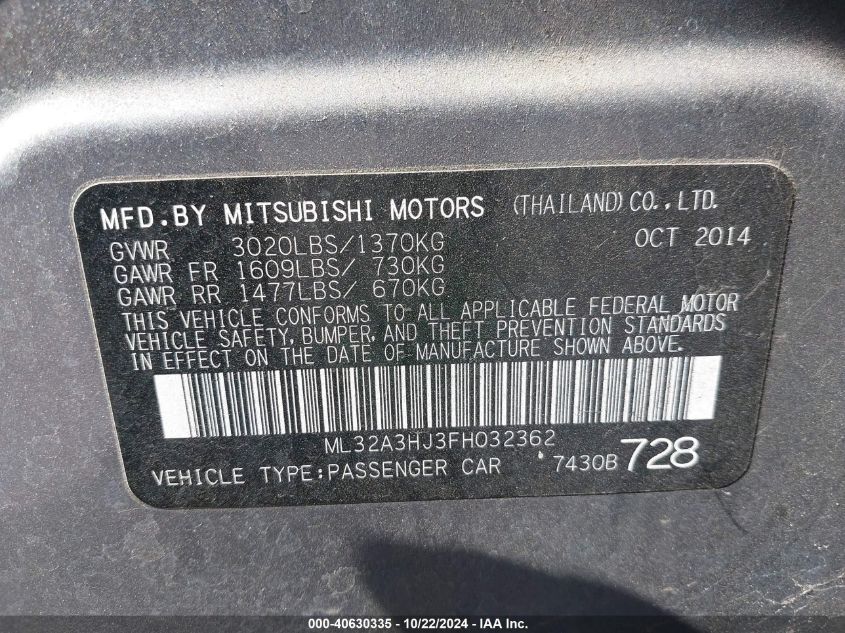 MFD.BY MITSUBISHI MOTORS (THAILAND) CO.,LTD.
GVWR 3020LBS/1370KG OCT 2014
GAWR FR 1609LBS/ 730KG
GAWR RR 1477LBS/ 670KG
THIS VEHICLE CONFORMS TO ALL APPLICABLE FEDERAL MOTOR
VEHICLE SAFETY, BUMPER, AND THEFT PREVENTION STANDARDS
IN EFFECT ON THE DATE OF MANUFACTURE SHOWN ABOVE.
ML32A3HJ3FH032362
VEHICLE TYPE:PASSENGER CAR 7430B 728
000-40630335 - 10/22/2024 - IAA Inc.